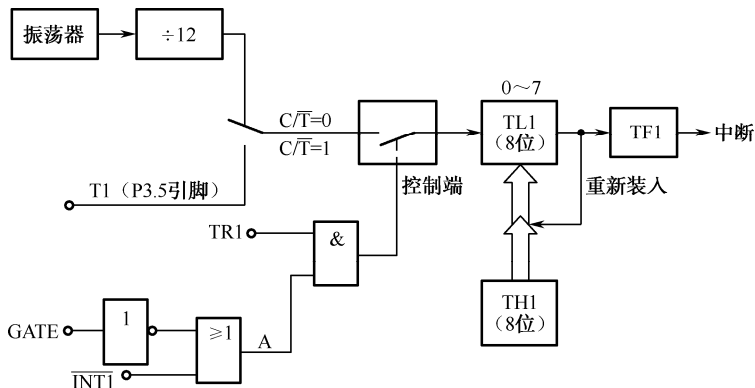 振荡器
÷12
C/T̅=0
C/T̅=1
T1（P3.5引脚）
控制端
0～7
TL1
(8位)
TF1
中断
重新装入
TH1
(8位)
TR1
&
GATE
1
≥1
A
I̅N̅T̅1̅